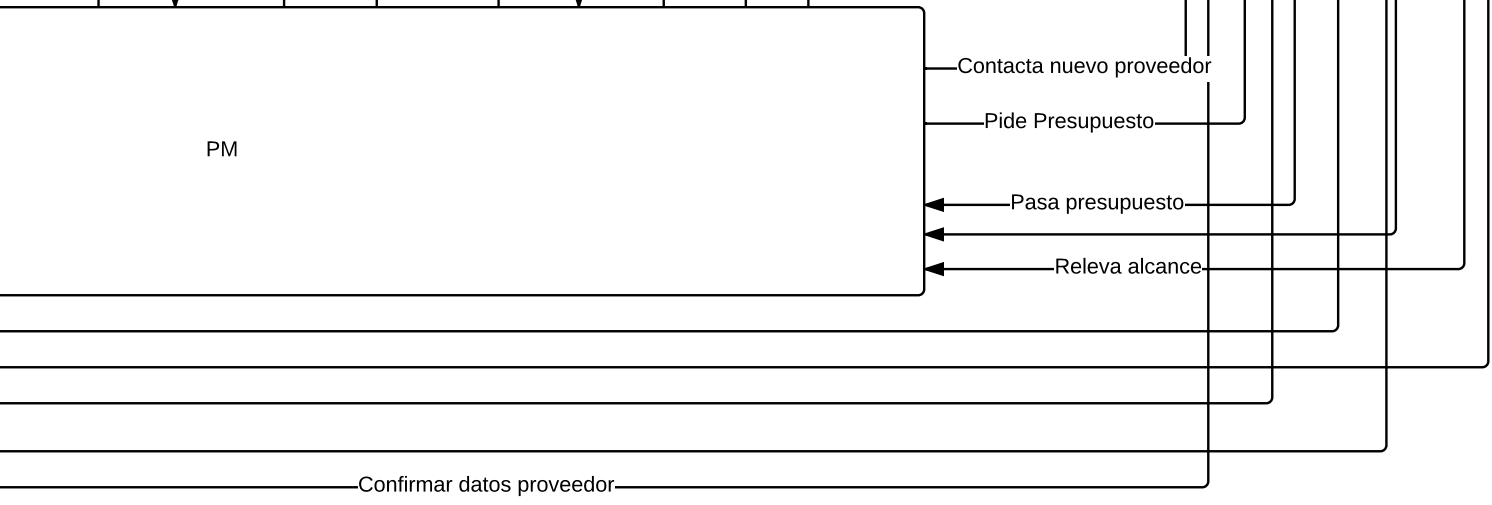 Contacta nuevo proveedor
Pide Presupuesto
PM
Pasa presupuesto
Releva alcance
Confirmar datos proveedor